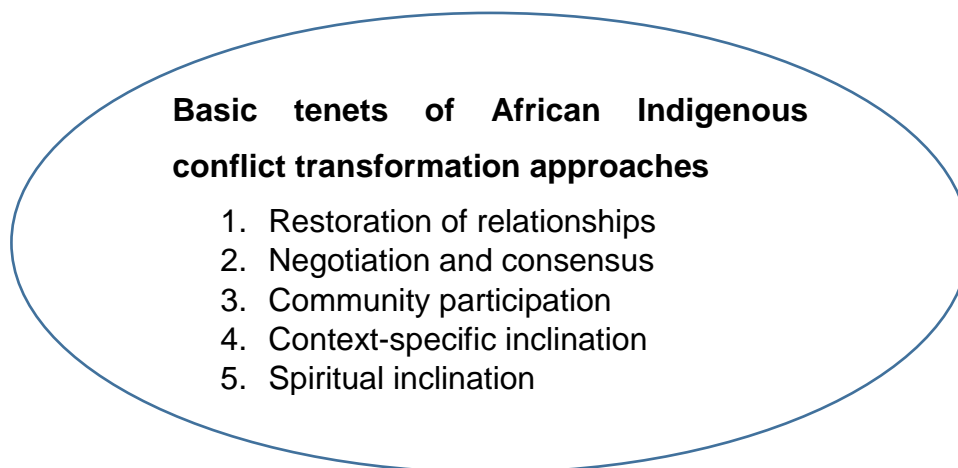 Basic tenets of African Indigenous
conflict transformation approaches
1. Restoration of relationships
2. Negotiation and consensus
3. Community participation
4. Context-specific inclination
5. Spiritual inclination